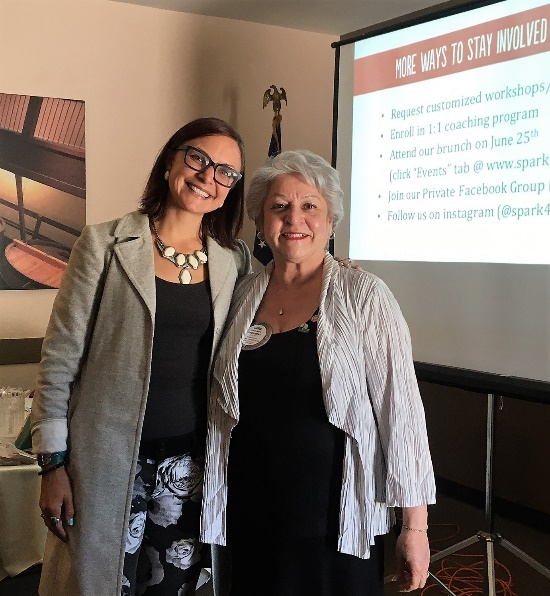 MORE WAYS TO STAY INVOLVED
• Request customized workshops/
• Enroll in 1:1 coaching program
• Attend our brunch on June 25th
(click "Events" tab @ www.spark
• Join our Private Facebook Group (
• Follow us on instagram (@spark4